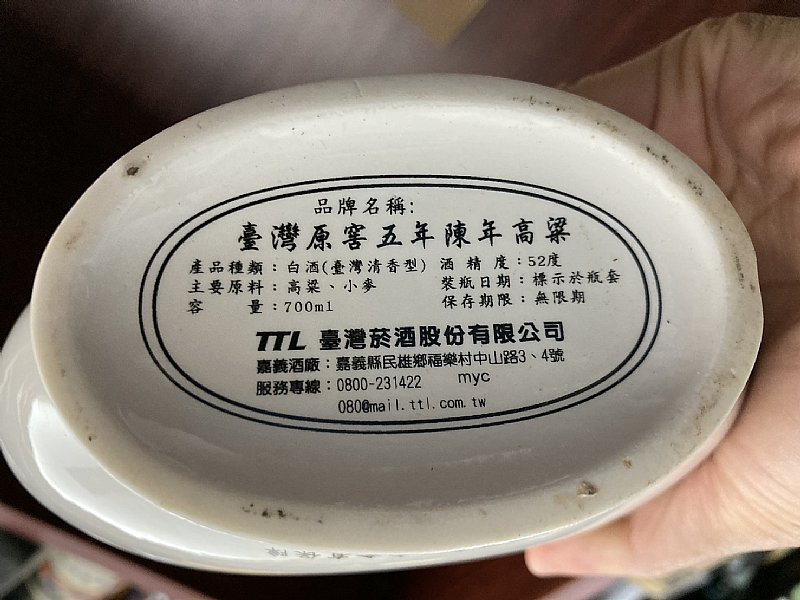 品牌名稱:
臺灣原窖五年陳年高粱
產品種類：白酒(臺灣清香型) 酒精度：52度
主要原料：高粱、小麥 裝瓶日期：標示於瓶套
容量：700ml 保存期限：無限期
TTL 臺灣菸酒股份有限公司
嘉義酒廠：嘉義縣民雄鄉福樂村中山路3、4號
服務專線：0800-231422 myc
080@mail.ttl.com.tw